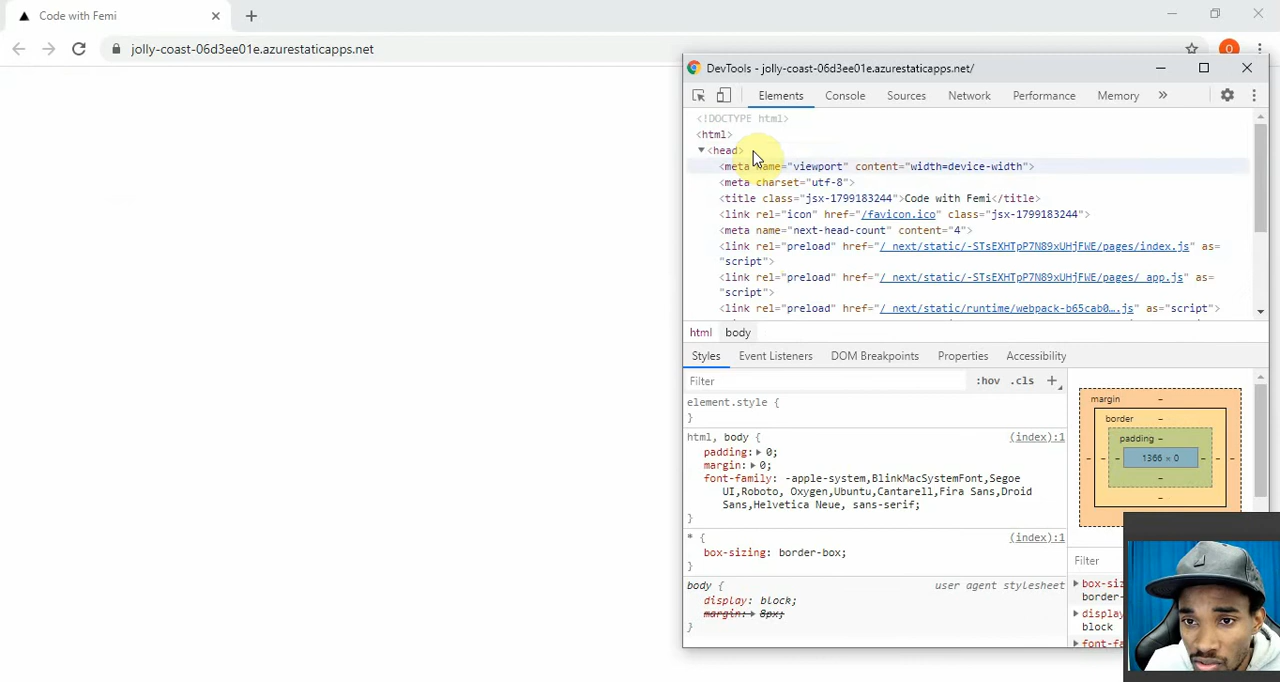 Code with Femi
jolly-coast-06d3ee01e.azurestaticapps.net
O
DevTools - jolly-coast-06d3ee01e.azurestaticapps.net/
Elements Console Sources Network Performance Memory »
<!DOCTYPE html>
<html>
<head>
<meta name="viewport" content="width=device-width">
<meta charset="utf-8">
<title class="jsx-1799183244">Code with Femi</title>
<link rel="icon" href="/favicon.ico" class="jsx-1799183244">
<meta name="next-head-count" content="4">
<link rel="preload" href="/_next/static/-STsEXHTpP7N89xUHjFWE/pages/index.js" as=
"script">
<link rel="preload" href="/_next/static/-STsEXHTpP7N89xUHjFWE/pages/_app.js" as=
"script">
<link rel="preload" href="/_next/static/runtime/webpack-b65cab0….js" as="script">
html body
Styles Event Listeners DOM Breakpoints Properties Accessibility
Filter :hov .cls +
element.style {
}
html, body { (index):1
padding: 0;
margin: 0;
font-family: -apple-system,BlinkMacSystemFont,Segoe
UI,Roboto, Oxygen,Ubuntu,Cantarell,Fira Sans,Droid
Sans,Helvetica Neue, sans-serif;
}
* { (index):1
box-sizing: border-box;
}
body { user agent stylesheet
display: block;
margin: 8px;
}
margin –
border –
padding –
– – – 1366 × 0 – – –
–
–
Filter
box-siz
border-
display
block
font-f